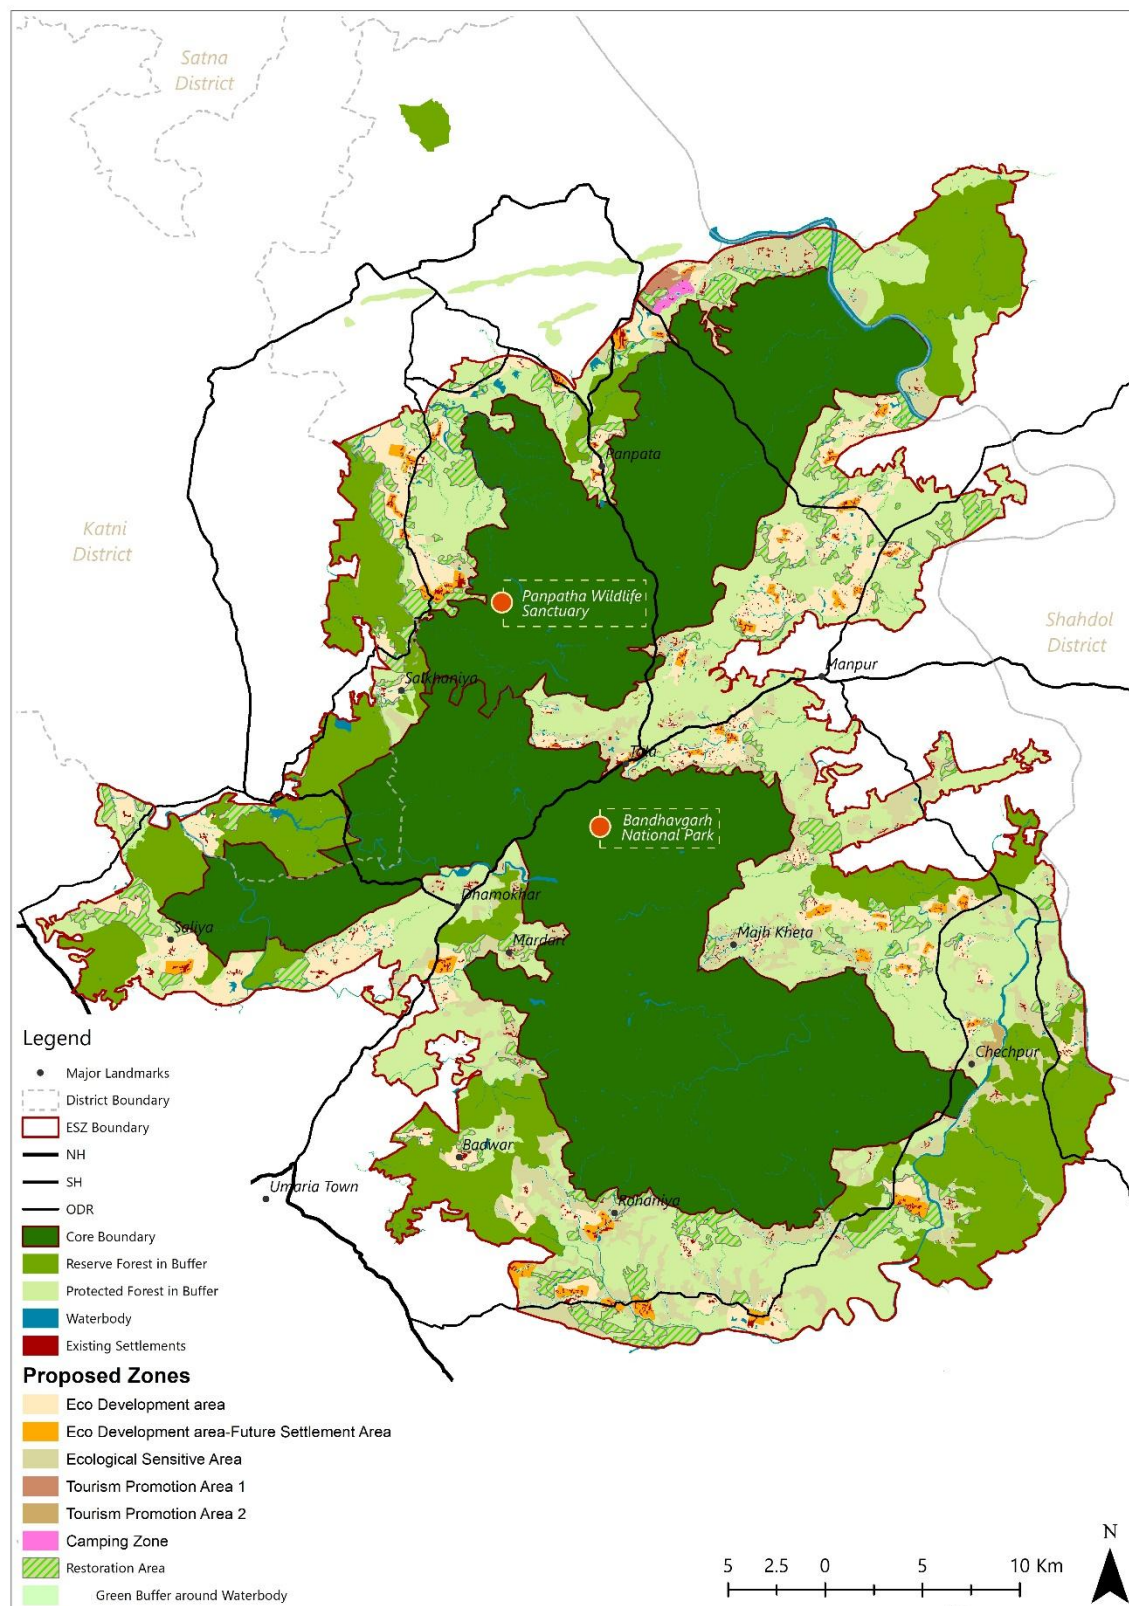 Satna
District
Panpata
Katni
District
Panpatha Wildlife
Sanctuary
Shahdol
District
Manpur
Salkhaniya
Tala
Bandhavgarh
National Park
Dhamokhar
Saliya
Mardari
Majh Kheta
Chechpur
Badwar
Umaria Town
Rohaniya
Legend
Major Landmarks
District Boundary
ESZ Boundary
NH
SH
ODR
Core Boundary
Reserve Forest in Buffer
Protected Forest in Buffer
Waterbody
Existing Settlements
Proposed Zones
Eco Development area
Eco Development area-Future Settlement Area
Ecological Sensitive Area
Tourism Promotion Area 1
Tourism Promotion Area 2
Camping Zone
Restoration Area
Green Buffer around Waterbody
N
5 2.5 0 5 10 Km